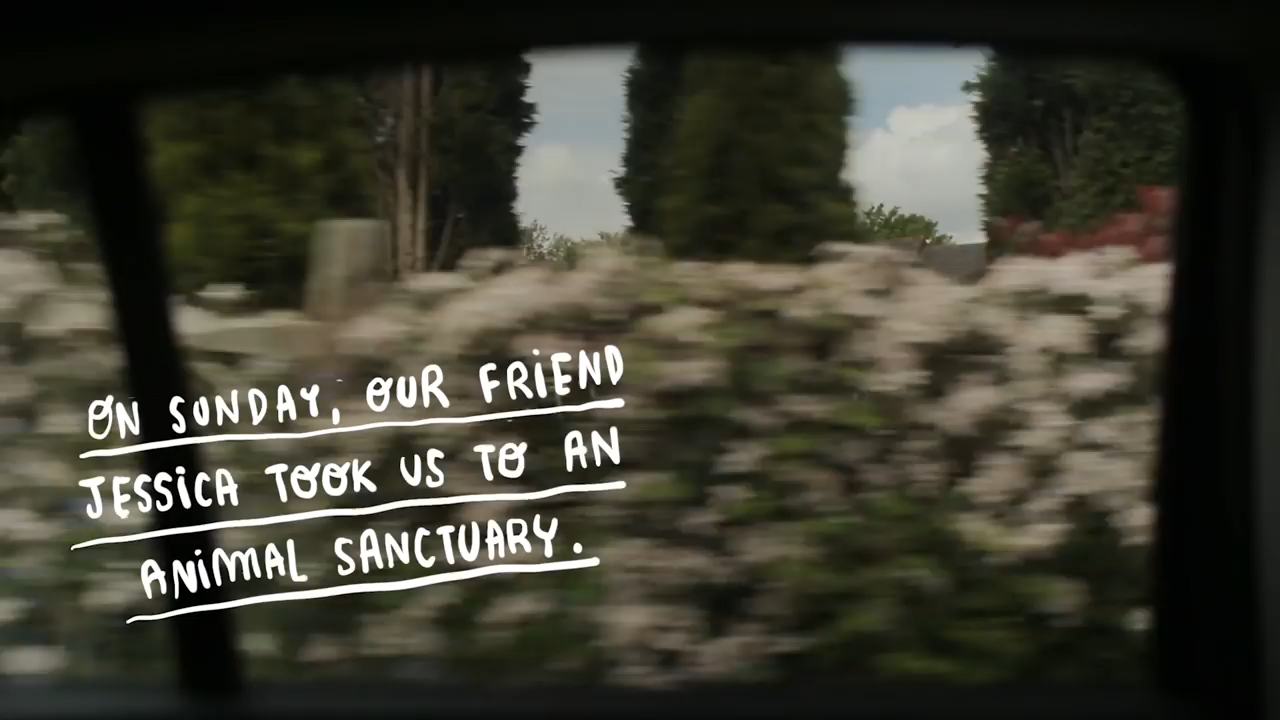 ON SUNDAY, OUR FRIEND
JESSICA TOOK US TO AN
ANIMAL SANCTUARY.